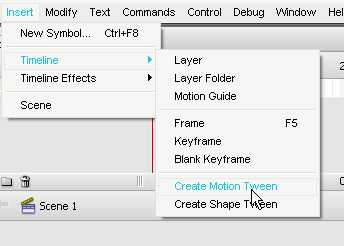 Insert Modify Text Commands Control Debug Window
New Symbol... Ctrl+F8
Timeline
Timeline Effects
Scene
Layer
Layer Folder
Motion Guide
Frame F5
Keyframe
Blank Keyframe
Create Motion Tween
Create Shape Tween
Scene 1